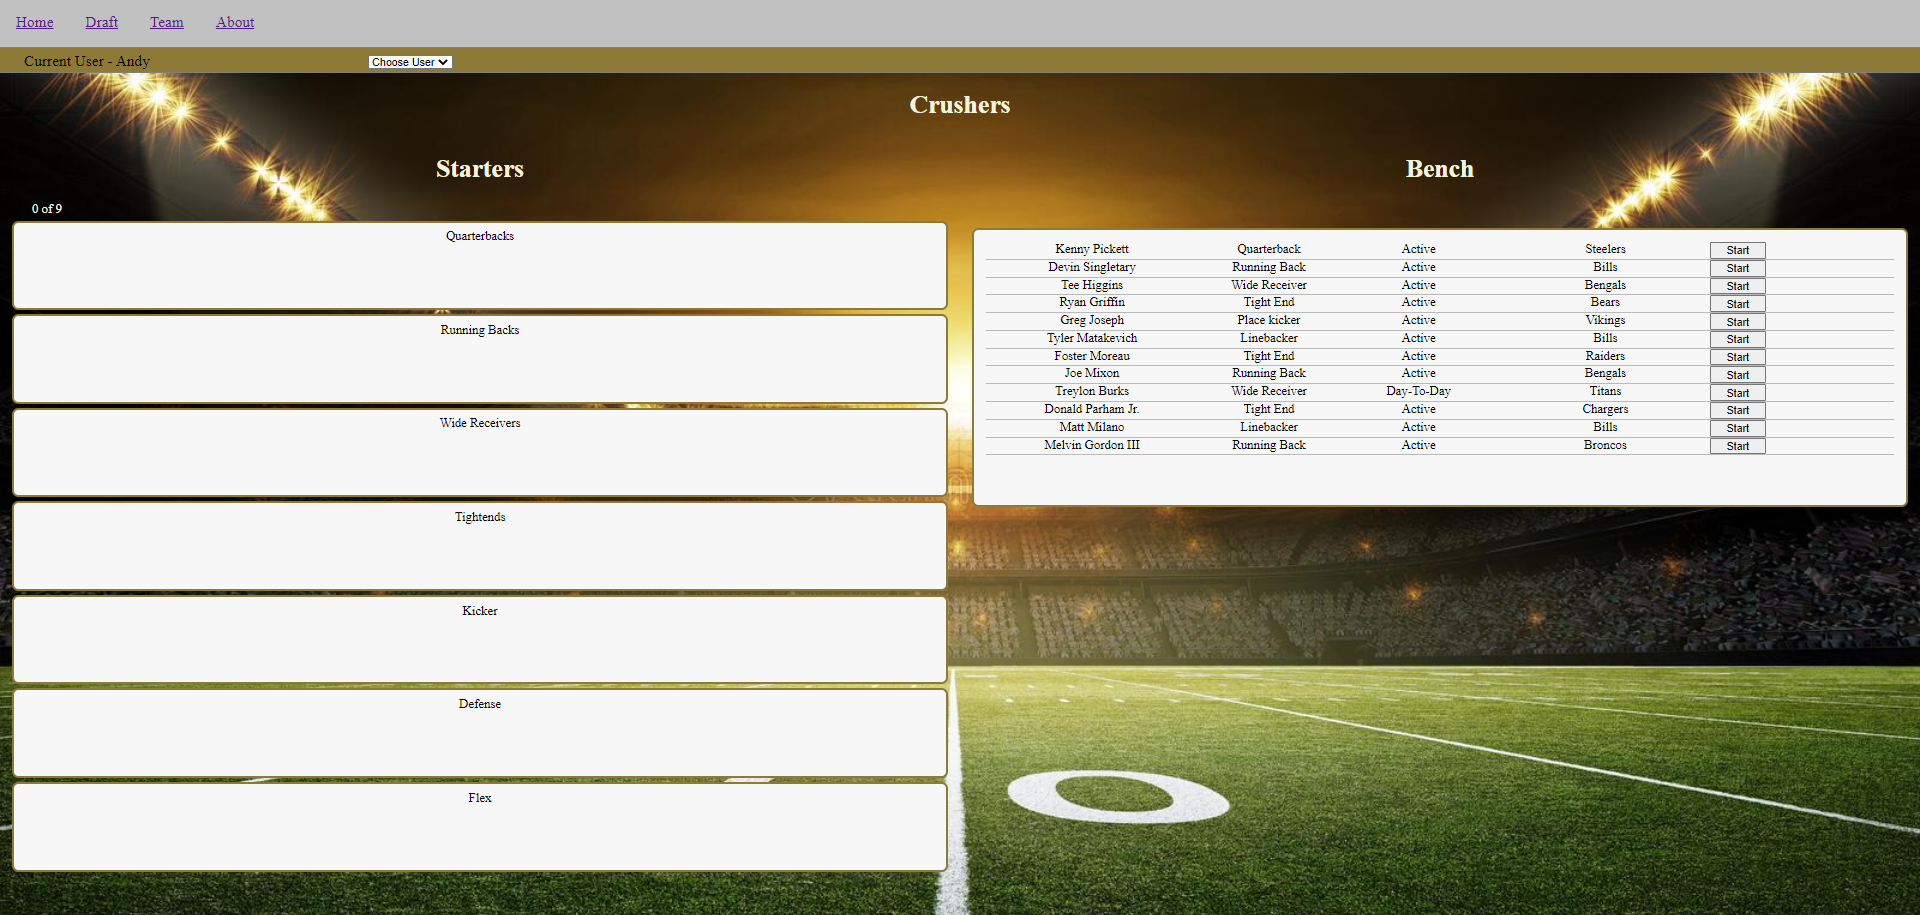 Home Draft Team About
Current User - Andy Choose User
Crushers
Starters
0 of 9
Quarterbacks
Running Backs
Wide Receivers
Tightends
Kicker
Defense
Flex
Bench
Kenny Pickett Quarterback Active Steelers Start
Devin Singletary Running Back Active Bills Start
Tee Higgins Wide Receiver Active Bengals Start
Ryan Griffin Tight End Active Bears Start
Greg Joseph Place kicker Active Vikings Start
Tyler Matakevich Linebacker Active Bills Start
Foster Moreau Tight End Active Raiders Start
Joe Mixon Running Back Active Bengals Start
Treylon Burks Wide Receiver Day-To-Day Titans Start
Donald Parham Jr. Tight End Active Chargers Start
Matt Milano Linebacker Active Bills Start
Melvin Gordon III Running Back Active Broncos Start
0